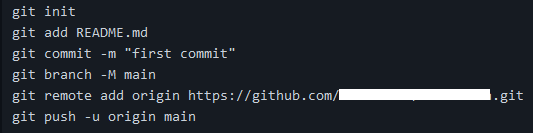 git init
git add README.md
git commit -m "first commit"
git branch -M main
git remote add origin https://github.com/ .git
git push -u origin main